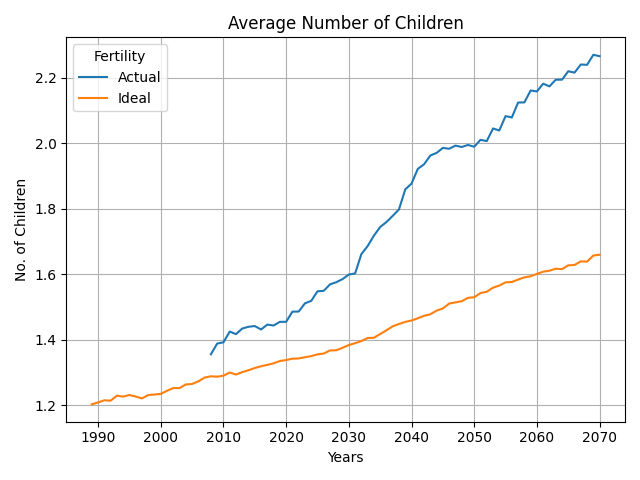 Average Number of Children
Fertility
Actual
Ideal
2.2
2.0
1.8
1.6
1.4
1.2
No. of Children
1990 2000 2010 2020 2030 2040 2050 2060 2070
Years